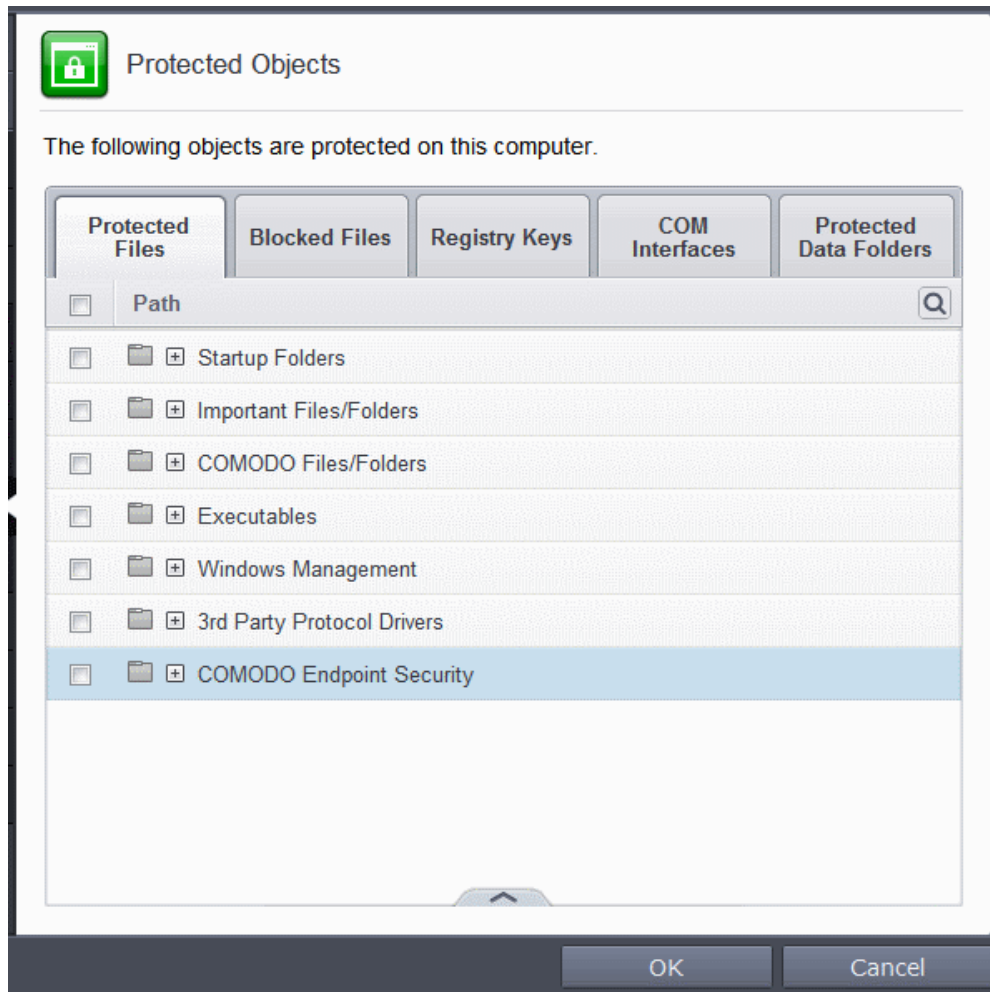 Protected Objects
The following objects are protected on this computer.
Protected Files
Blocked Files
Registry Keys
COM Interfaces
Protected Data Folders
Path
Startup Folders
Important Files/Folders
COMODO Files/Folders
Executables
Windows Management
3rd Party Protocol Drivers
COMODO Endpoint Security
OK
Cancel